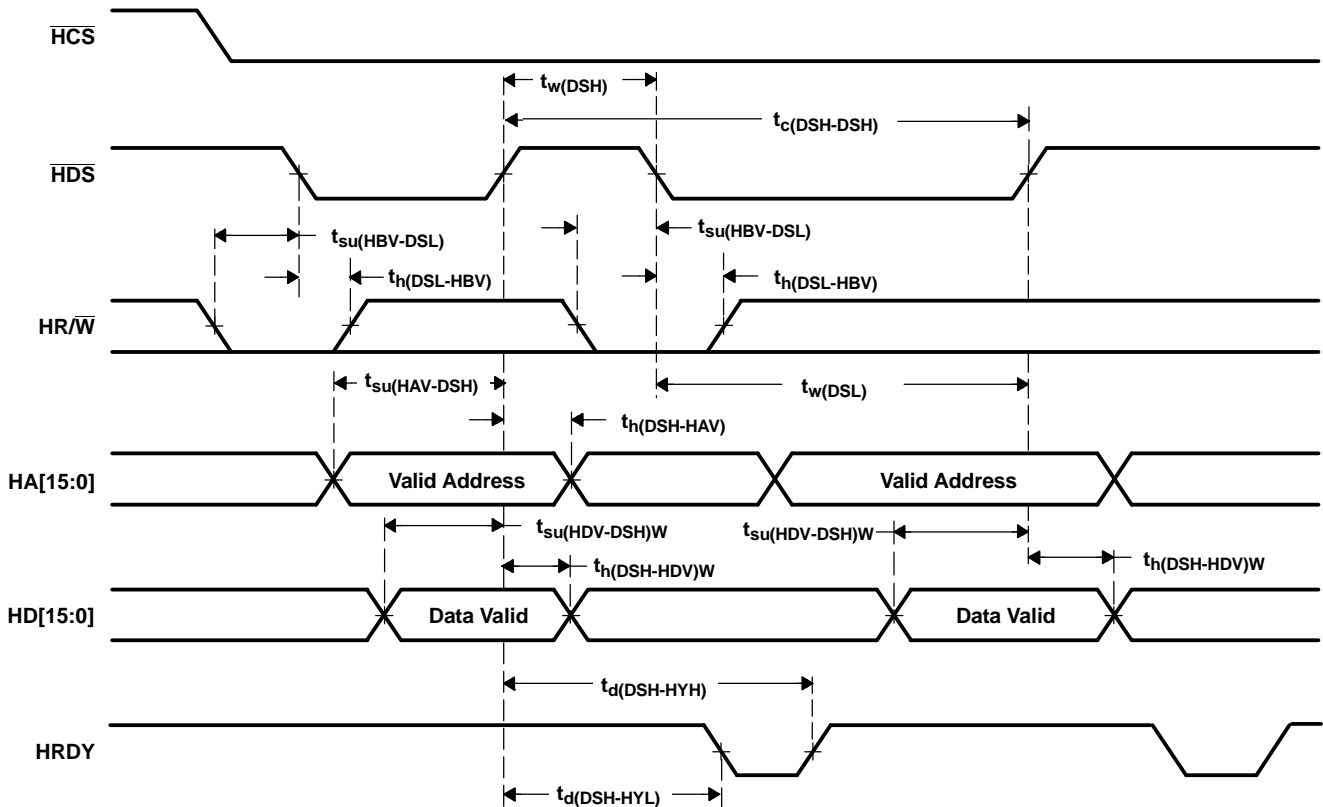 HCS
tw(DSH)
tc(DSH-DSH)
HDS
tsu(HBV-DSL)
tsu(HBV-DSL)
th(DSL-HBV)
th(DSL-HBV)
HR/W
tsu(HAV-DSH)
tw(DSL)
th(DSH-HAV)
HA[15:0]
Valid Address
Valid Address
tsu(HDV-DSH)W
tsu(HDV-DSH)W
th(DSH-HDV)W
th(DSH-HDV)W
HD[15:0]
Data Valid
Data Valid
td(DSH-HYH)
HRDY
td(DSH-HYL)